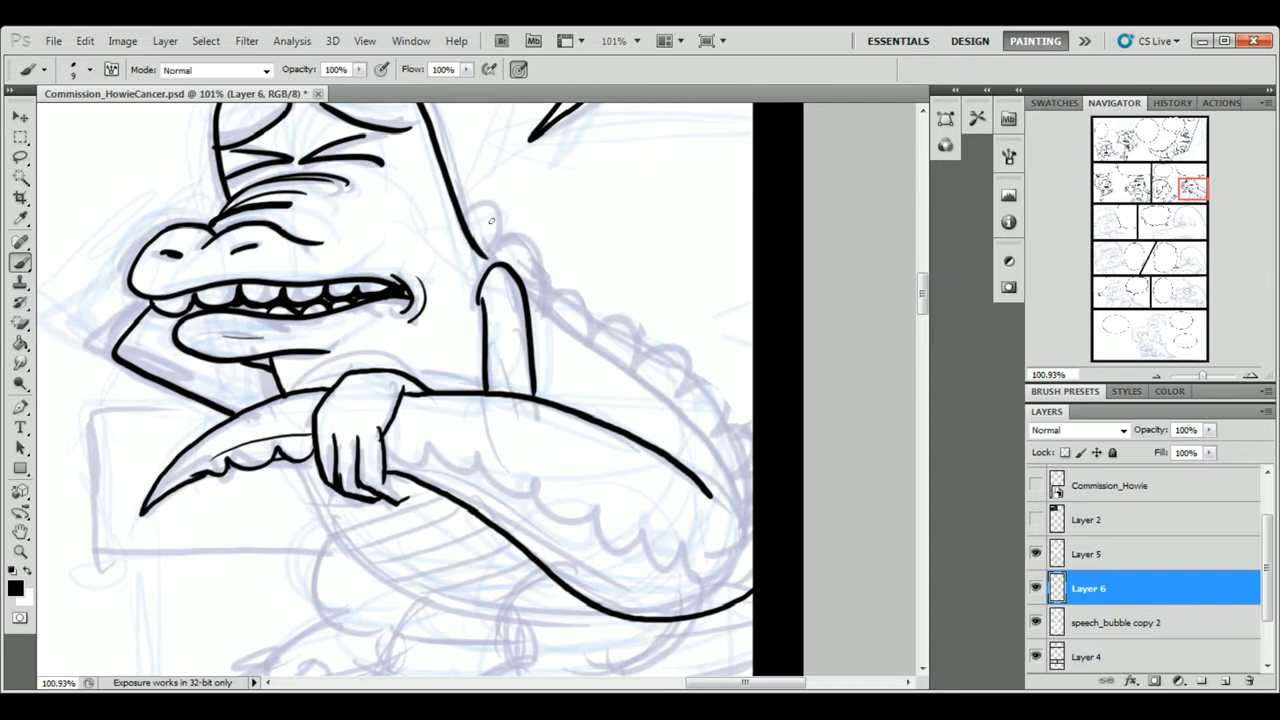 Ps File Edit Image Layer Select Filter Analysis 3D View Window Help Br Mb 101% ESSENTIALS DESIGN PAINTING CS Live
9 Mode: Normal Opacity: 100% Flow: 100%
Commission_HowieCancer.psd @ 101% (Layer 6, RGB/8) *
SWATCHES NAVIGATOR HISTORY ACTIONS
Mb
100.93%
BRUSH PRESETS STYLES COLOR
LAYERS
Normal Opacity: 100%
Lock: Fill: 100%
Commission_Howie
Layer 2
Layer 5
Layer 6
speech_bubble copy 2
Layer 4
100.93% Exposure works in 32-bit only